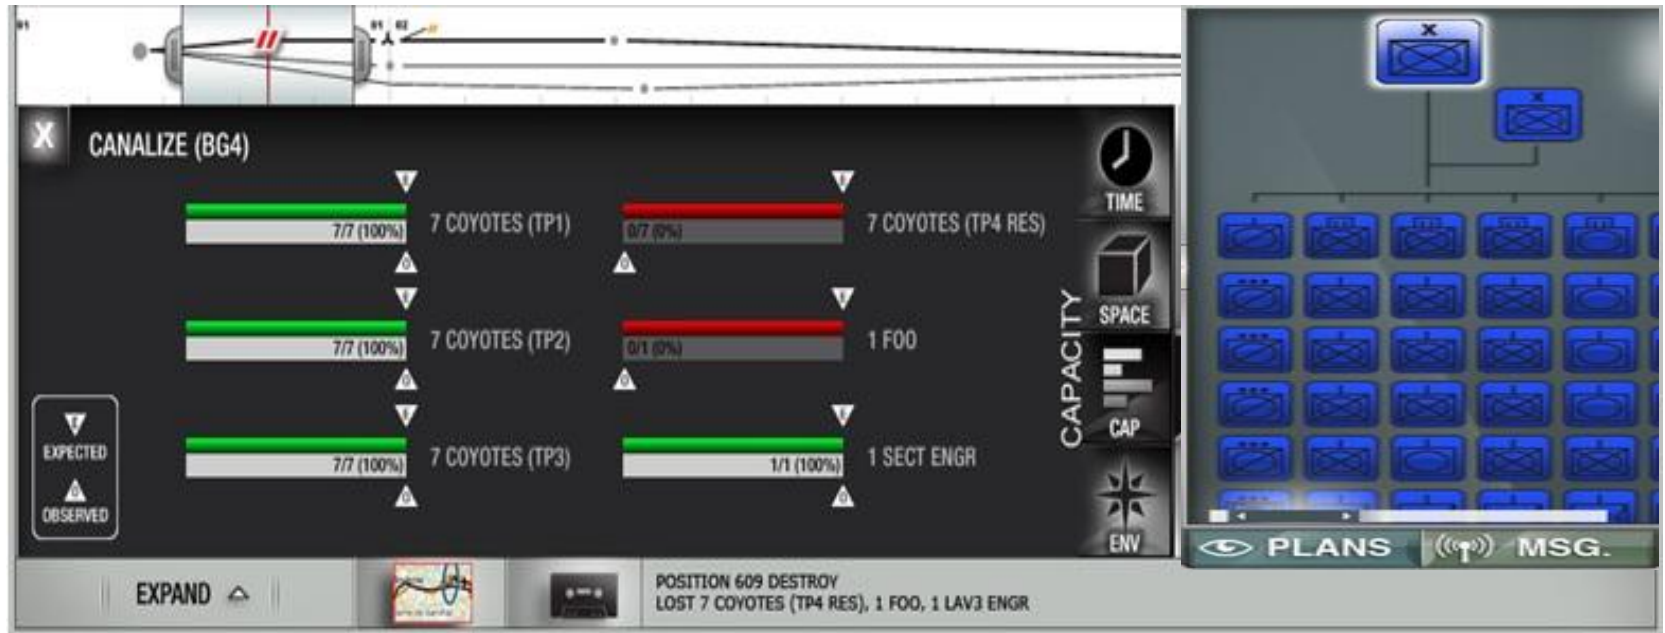 01
01 02
X
CANALIZE (BG4)
7/7 (100%)
7 COYOTES (TP1)
0/7 (0%)
7 COYOTES (TP4 RES)
7/7 (100%)
7 COYOTES (TP2)
0/1 (0%)
1 FOO
7/7 (100%)
7 COYOTES (TP3)
1/1 (100%)
1 SECT ENGR
E
EXPECTED
O
OBSERVED
CAPACITY
TIME
SPACE
CAP
ENV
X
X
PLANS
MSG.
EXPAND
POSITION 609 DESTROY
LOST 7 COYOTES (TP4 RES), 1 FOO, 1 LAV3 ENGR